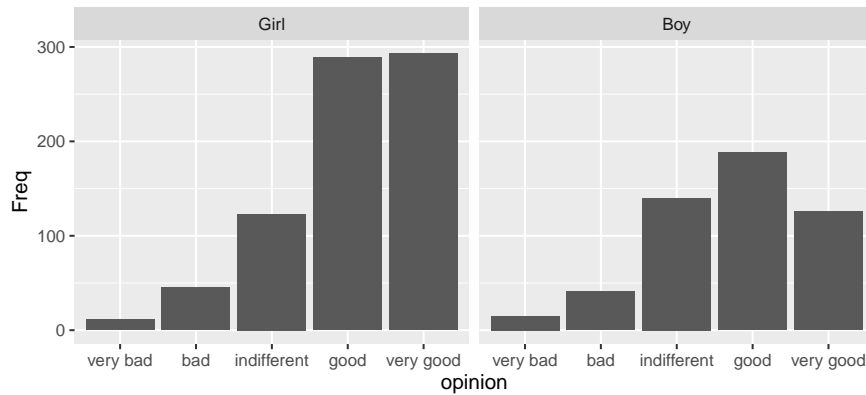 Girl Boy
300
200
100
0
Freq
very bad bad indifferent good very good very bad bad indifferent good very good
opinion